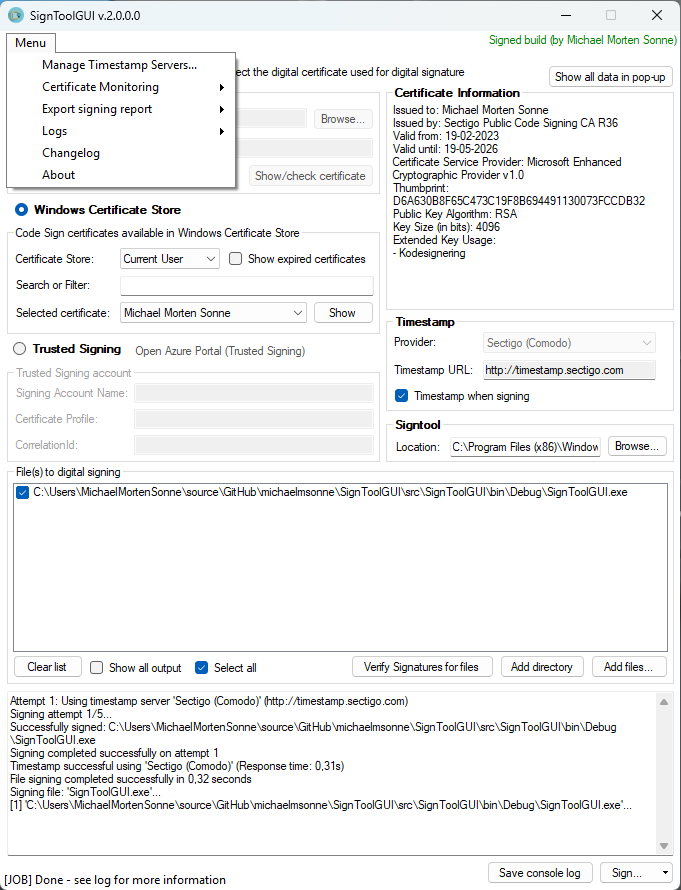 SignToolGUI v.2.0.0.0
Menu
Signed build (by Michael Morten Sonne)
Manage Timestamp Servers...
Certificate Monitoring
Export signing report
Logs
Changelog
About
ect the digital certificate used for digital signature
Show all data in pop-up
Browse...
Show/check certificate
Certificate Information
Issued to: Michael Morten Sonne
Issued by: Sectigo Public Code Signing CA R36
Valid from: 19-02-2023
Valid until: 19-05-2026
Certificate Service Provider: Microsoft Enhanced
Cryptographic Provider v1.0
Thumbprint:
D6A630B8F65C473C19F8B694491130073FCCDB32
Public Key Algorithm: RSA
Key Size (in bits): 4096
Extended Key Usage:
- Kodesignering
Windows Certificate Store
Code Sign certificates available in Windows Certificate Store
Certificate Store:
Current User
Show expired certificates
Search or Filter:
Selected certificate:
Michael Morten Sonne
Show
Timestamp
Provider:
Sectigo (Comodo)
Timestamp URL:
http://timestamp.sectigo.com
Timestamp when signing
Trusted Signing
Open Azure Portal (Trusted Signing)
Trusted Signing account
Signing Account Name:
Certificate Profile:
CorrelationId:
Signtool
Location:
C:\Program Files (x86)\Window
Browse...
File(s) to digital signing
C:\Users\MichaelMortenSonne\source\GitHub\michaelmsonne\SignToolGUI\src\SignToolGUI\bin\Debug\SignToolGUI.exe
Clear list
Show all output
Select all
Verify Signatures for files
Add directory
Add files...
Attempt 1: Using timestamp server 'Sectigo (Comodo)' (http://timestamp.sectigo.com)
Signing attempt 1/5...
Successfully signed: C:\Users\MichaelMortenSonne\source\GitHub\michaelmsonne\SignToolGUI\src\SignToolGUI\bin\Debug
\SignToolGUI.exe
Signing completed successfully on attempt 1
Timestamp successful using 'Sectigo (Comodo)' (Response time: 0,31s)
File signing completed successfully in 0,32 seconds
Signing file: 'SignToolGUI.exe'...
[1] 'C:\Users\MichaelMortenSonne\source\GitHub\michaelmsonne\SignToolGUI\src\SignToolGUI\bin\Debug\SignToolGUI.exe'...
[JOB] Done - see log for more information
Save console log
Sign...